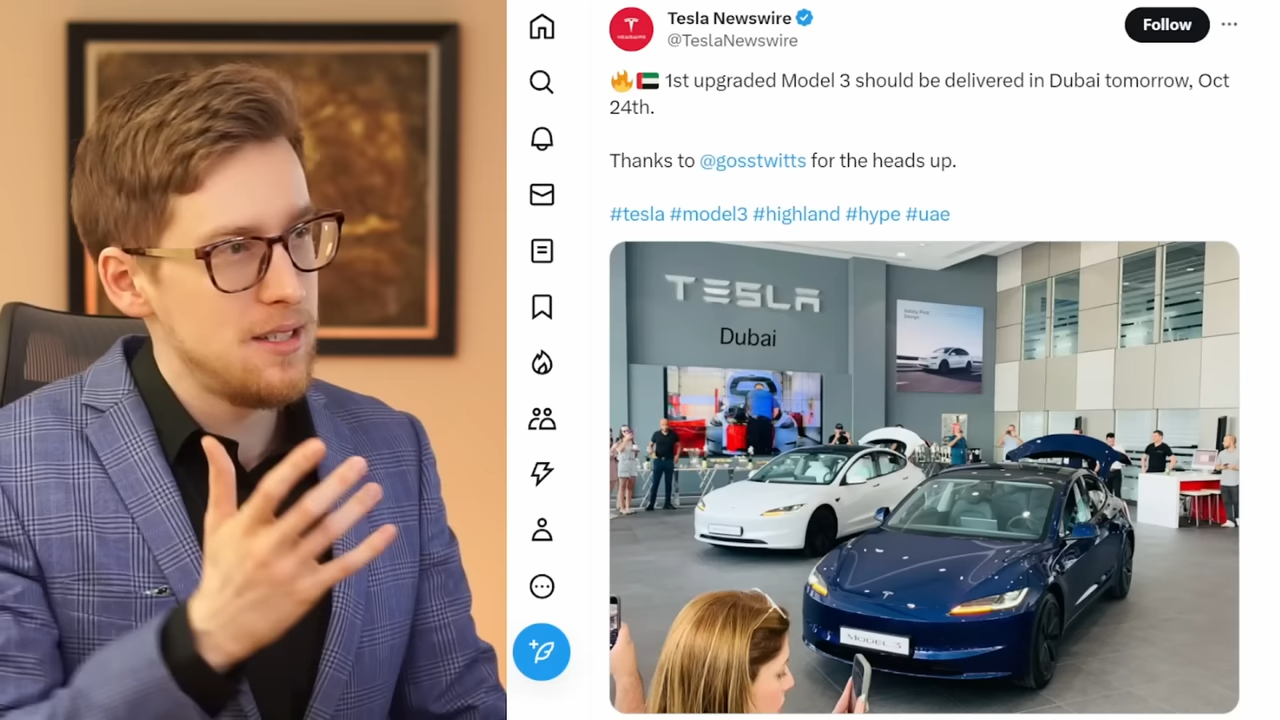 Tesla Newswire
@TeslaNewswire
Follow
🔥🇦🇪 1st upgraded Model 3 should be delivered in Dubai tomorrow, Oct
24th.
Thanks to @gosstwitts for the heads up.
#tesla #model3 #highland #hype #uae
TESLA
Dubai
MODEL 3